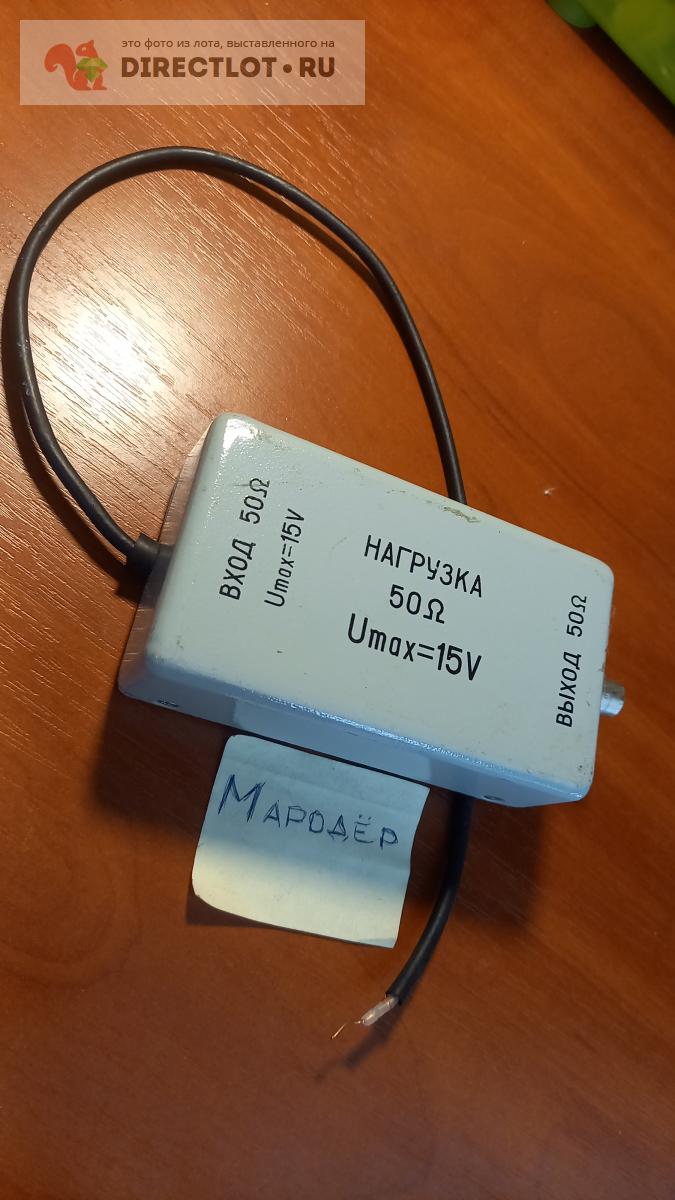 это фото из лота, выставленного на
DIRECTLOT•RU
ВХОД 50Ω
Umax=15V
НАГРУЗКА
50Ω
Umax=15V
ВЫХОД 50Ω
МАРОДЁР